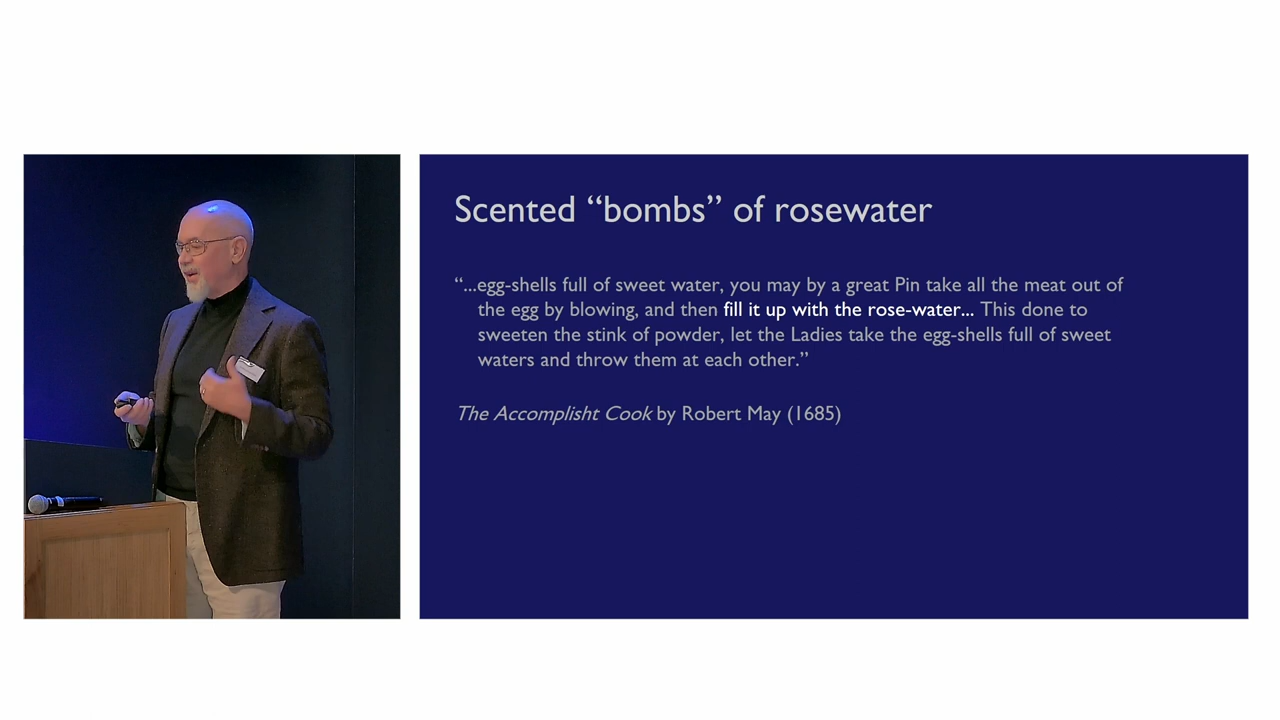 Scented “bombs” of rosewater
“...egg-shells full of sweet water, you may by a great Pin take all the meat out of
the egg by blowing, and then fill it up with the rose-water... This done to
sweeten the stink of powder, let the Ladies take the egg-shells full of sweet
waters and throw them at each other.”
The Accomplisht Cook by Robert May (1685)